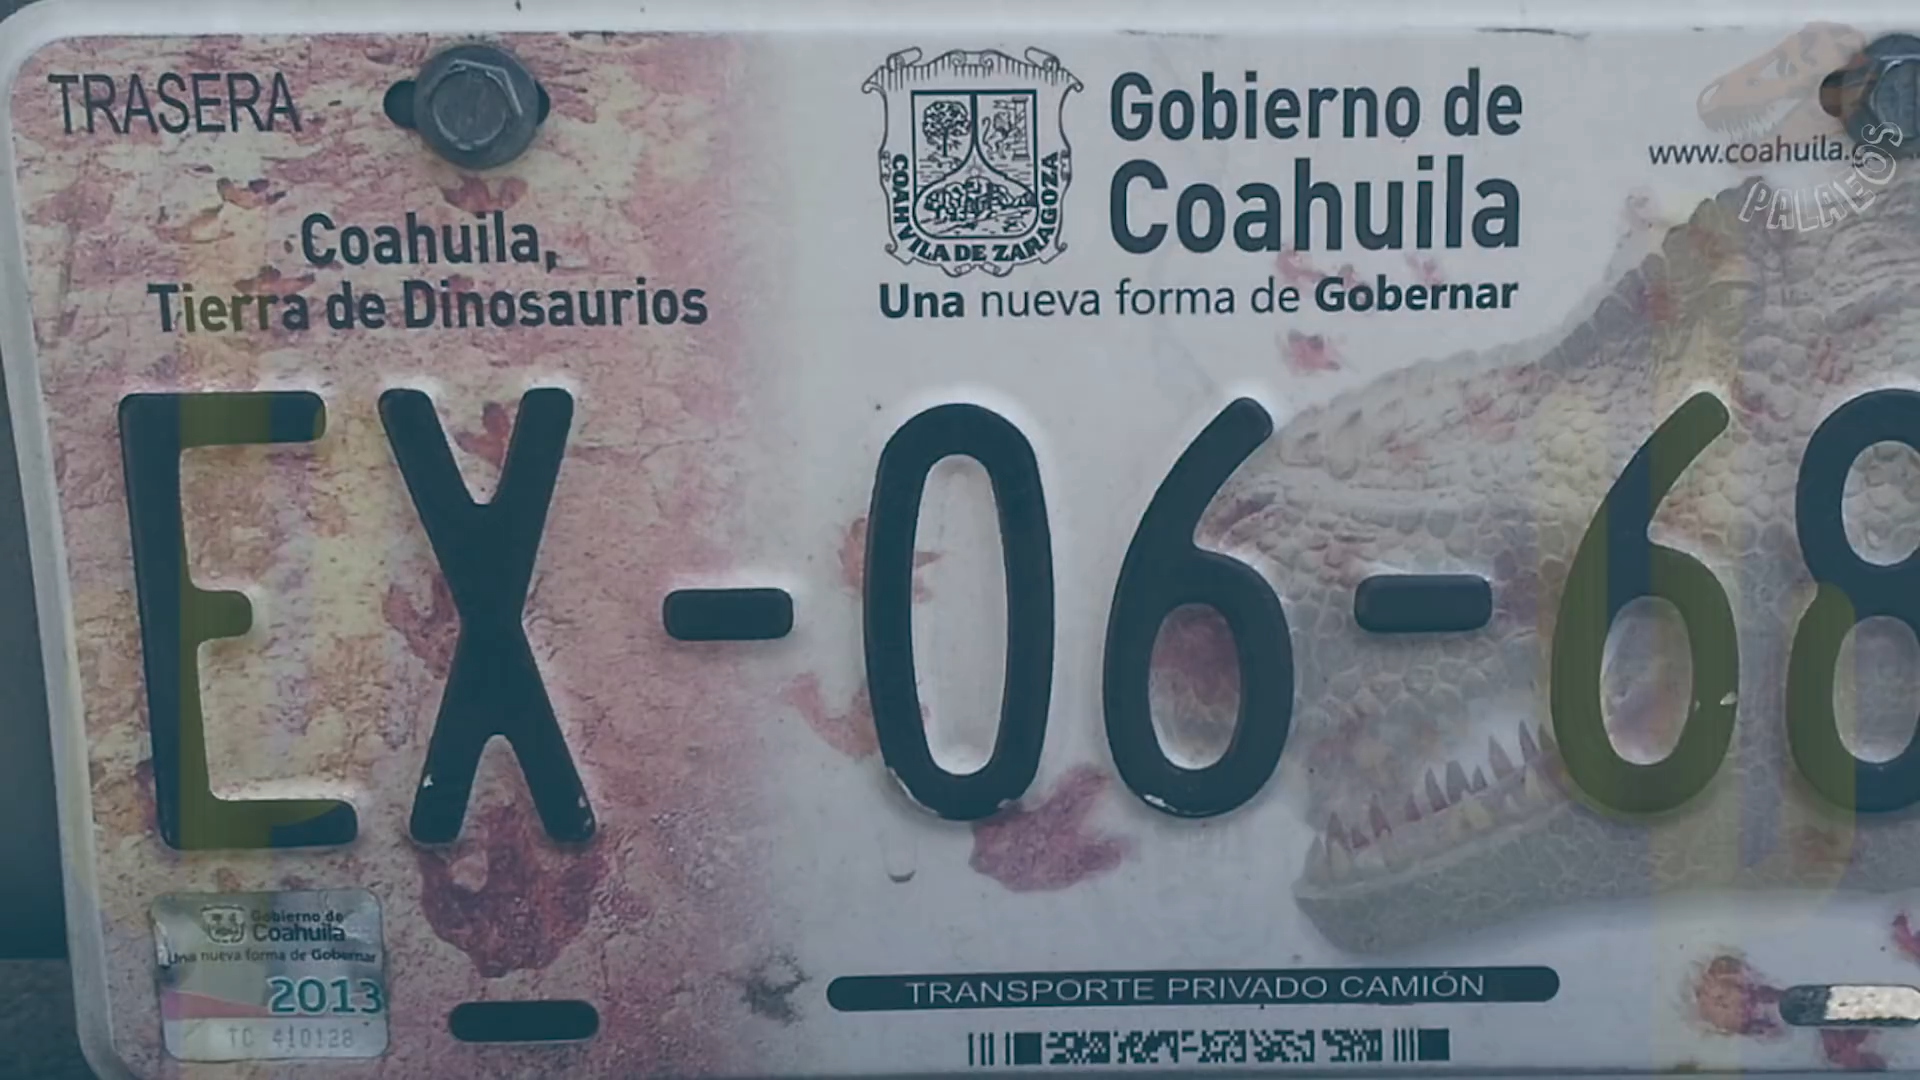 TRASERA
Coahuila,
Tierra de Dinosaurios
COAHVILA DE ZARAGOZA
Gobierno de
Coahuila
Una nueva forma de Gobernar
www.coahuila.
PALAEOS
EX-06-68
Gobierno de
Coahuila
Una nueva forma de Gobernar
2013
TC 410128
TRANSPORTE PRIVADO CAMIÓN